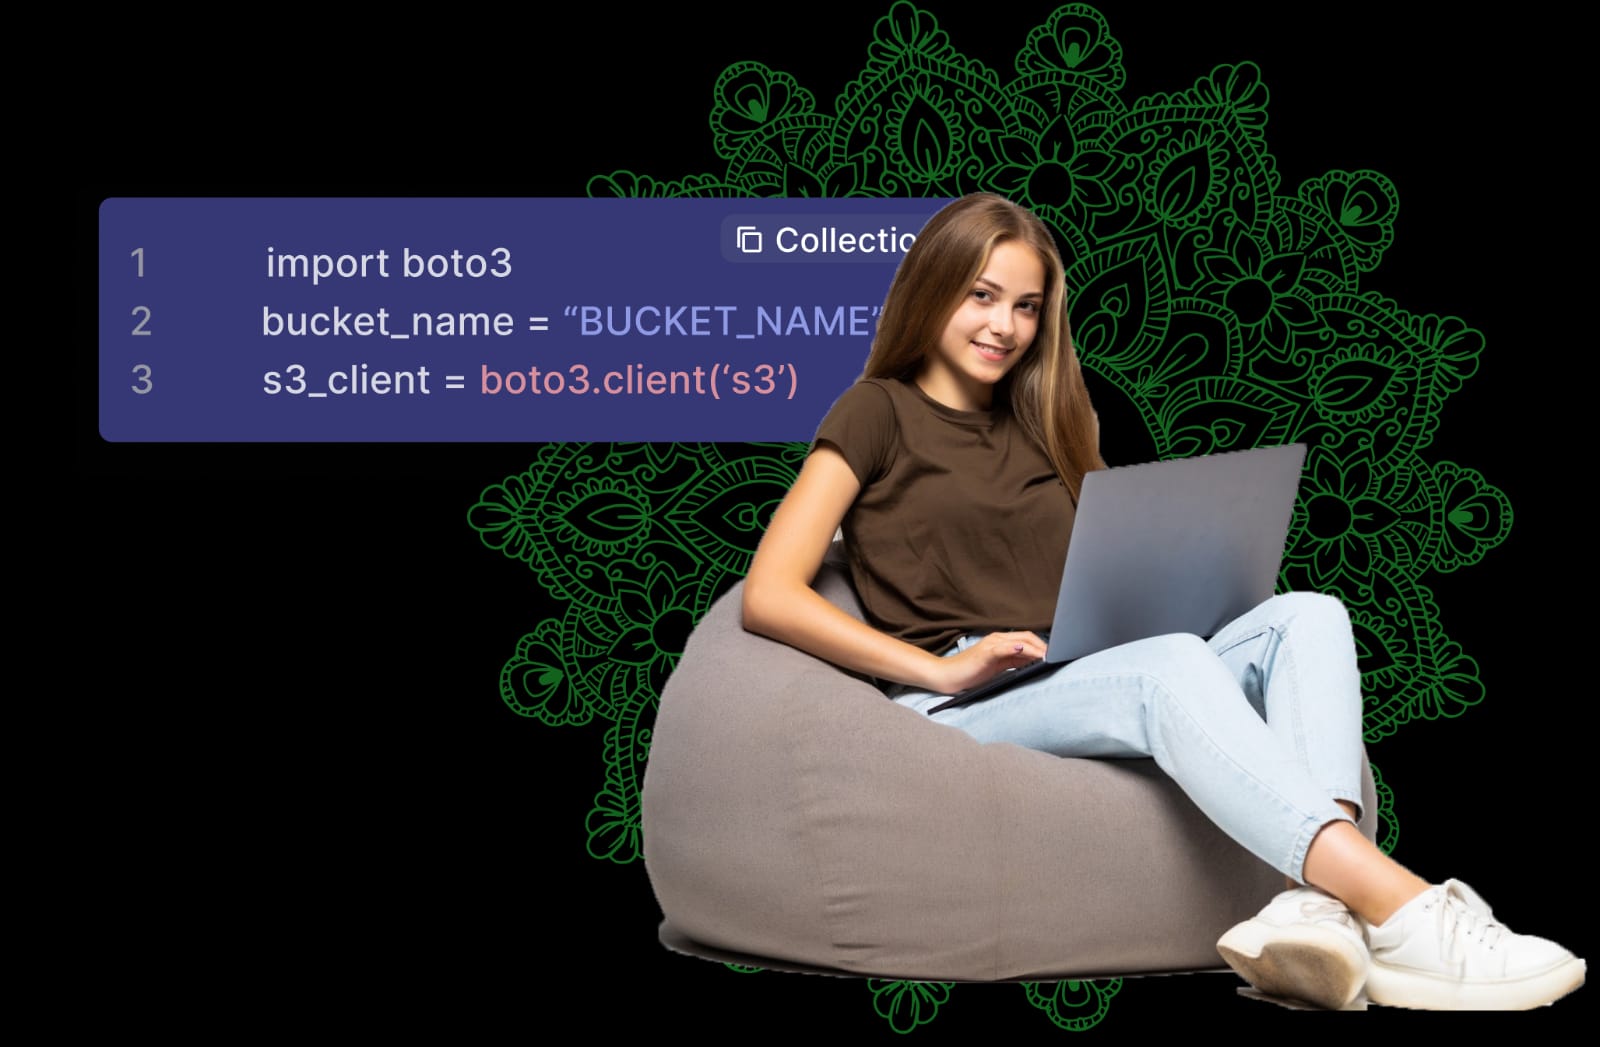 Collectio
1 import boto3
2 bucket_name = “BUCKET_NAME”
3 s3_client = boto3.client(‘s3’)